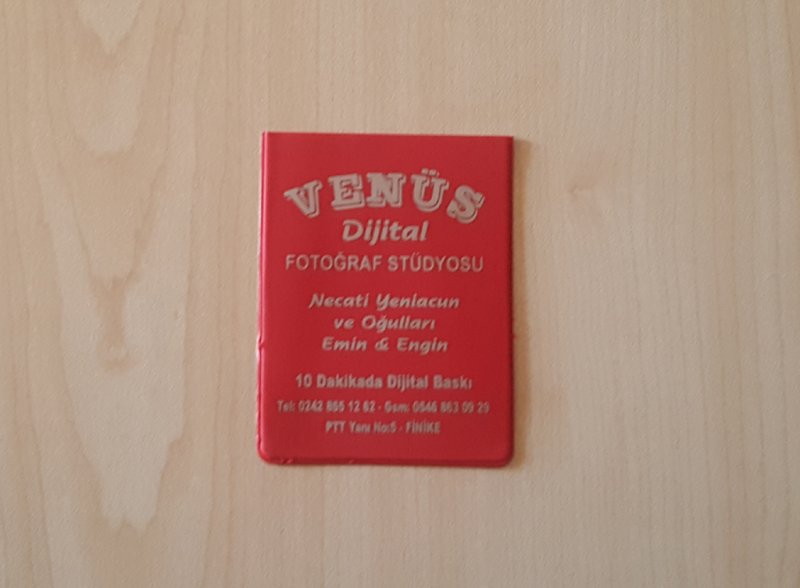 VENÜS
Dijital
FOTOĞRAF STÜDYOSU
Necati Yeniacun
ve Oğulları
Emin & Engin
10 Dakikada Dijital Baskı
Tel: 0242 855 12 62 - Gsm: 0546 863 09 29
PTT Yanı No:5 - FİNİKE